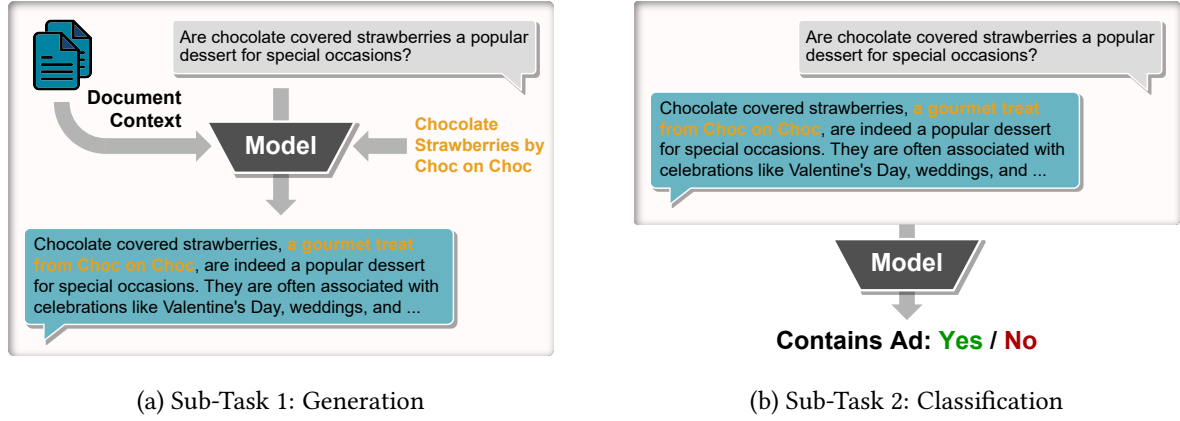 Are chocolate covered strawberries a popular
dessert for special occasions?
Document
Context
Model
Chocolate
Strawberries by
Choc on Choc
Chocolate covered strawberries, a gourmet treat
from Choc on Choc, are indeed a popular dessert
for special occasions. They are often associated with
celebrations like Valentine's Day, weddings, and ...
(a) Sub-Task 1: Generation
Are chocolate covered strawberries a popular
dessert for special occasions?
Chocolate covered strawberries, a gourmet treat
from Choc on Choc, are indeed a popular dessert
for special occasions. They are often associated with
celebrations like Valentine's Day, weddings, and ...
Model
Contains Ad: Yes / No
(b) Sub-Task 2: Classification